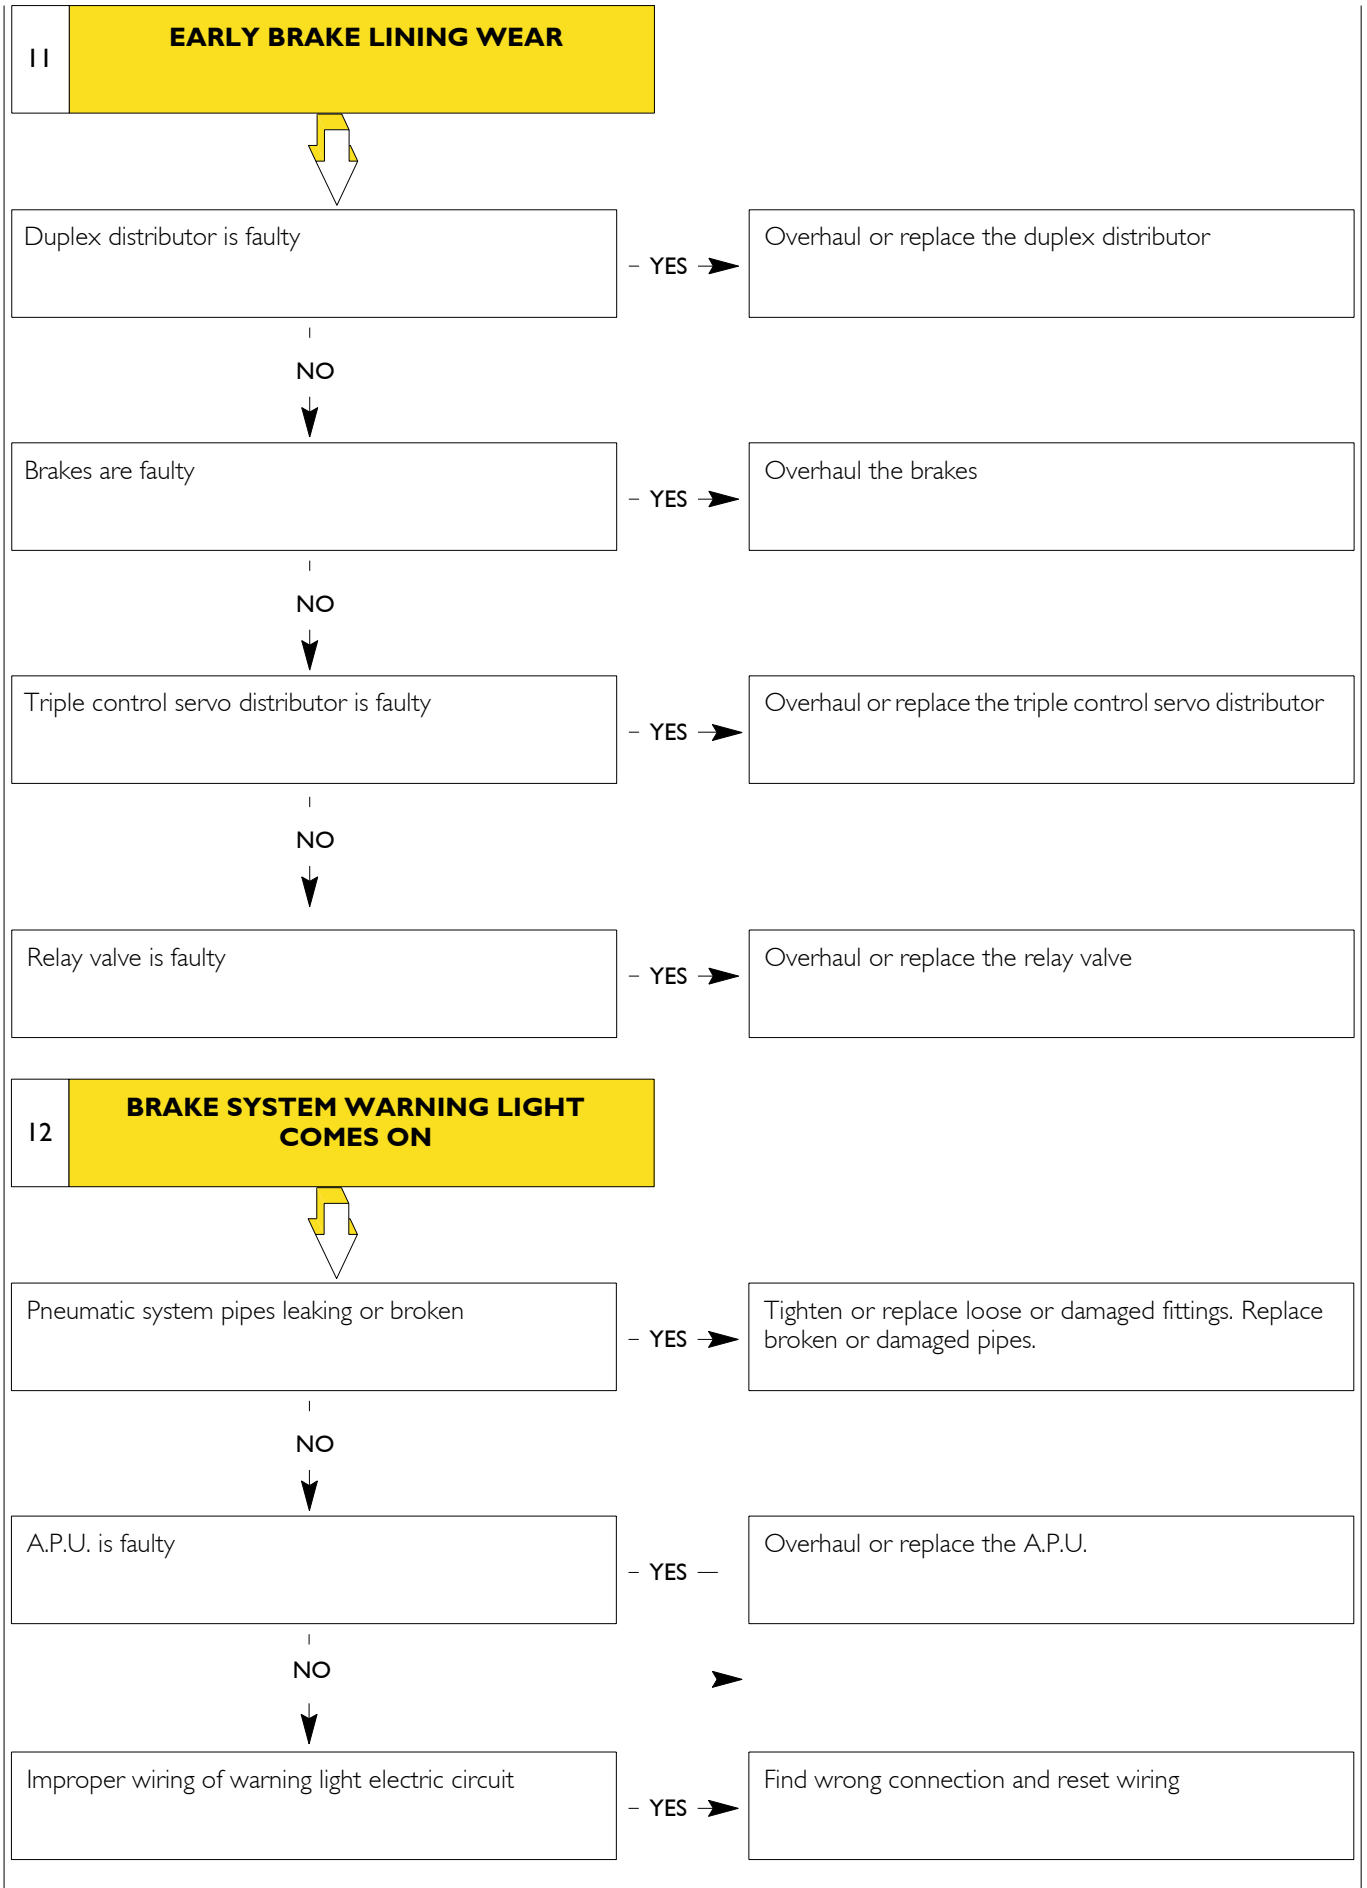 11
EARLY BRAKE LINING WEAR
Duplex distributor is faulty
YES
Overhaul or replace the duplex distributor
NO
Brakes are faulty
YES
Overhaul the brakes
NO
Triple control servo distributor is faulty
YES
Overhaul or replace the triple control servo distributor
NO
Relay valve is faulty
YES
Overhaul or replace the relay valve
12
BRAKE SYSTEM WARNING LIGHT
COMES ON
Pneumatic system pipes leaking or broken
YES
Tighten or replace loose or damaged fittings. Replace
broken or damaged pipes.
NO
A.P.U. is faulty
YES
Overhaul or replace the A.P.U.
NO
Improper wiring of warning light electric circuit
YES
Find wrong connection and reset wiring